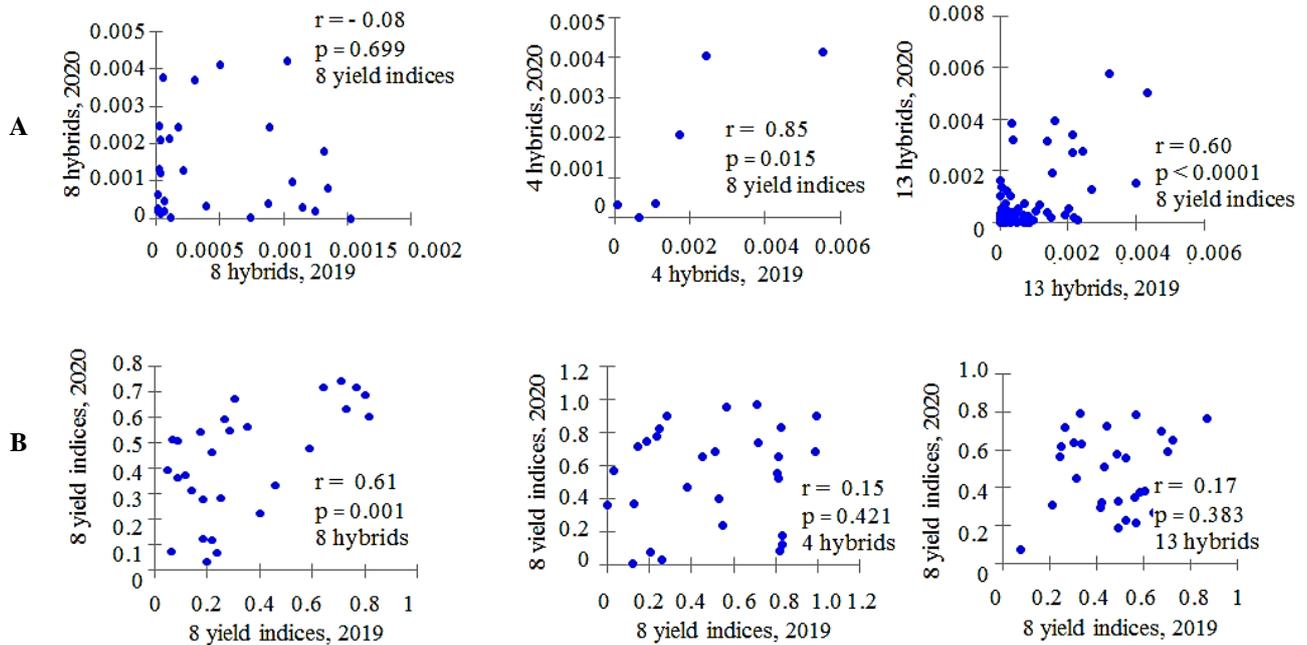 A
8 hybrids, 2020
0.005
0.004
0.003
0.002
0.001
0
r = - 0.08
p = 0.699
8 yield indices
0 0.0005 0.001 0.0015 0.002
8 hybrids, 2019
4 hybrids, 2020
0.005
0.004
0.003
0.002
0.001
0
r = 0.85
p = 0.015
8 yield indices
0 0.002 0.004 0.006
4 hybrids, 2019
13 hybrids, 2020
0.008
0.006
0.004
0.002
0
r = 0.60
p < 0.0001
8 yield indices
0 0.002 0.004 0.006
13 hybrids, 2019
B
8 yield indices, 2020
0.8
0.7
0.6
0.5
0.4
0.3
0.2
0.1
0
r = 0.61
p = 0.001
8 hybrids
0 0.2 0.4 0.6 0.8 1
8 yield indices, 2019
8 yield indices, 2020
1.2
1.0
0.8
0.6
0.4
0.2
0
r = 0.15
p = 0.421
4 hybrids
0 0.2 0.4 0.6 0.8 1.0 1.2
8 yield indices, 2019
8 yield indices, 2020
1.0
0.8
0.6
0.4
0.2
0
r = 0.17
p = 0.383
13 hybrids
0 0.2 0.4 0.6 0.8 1
8 yield indices, 2019